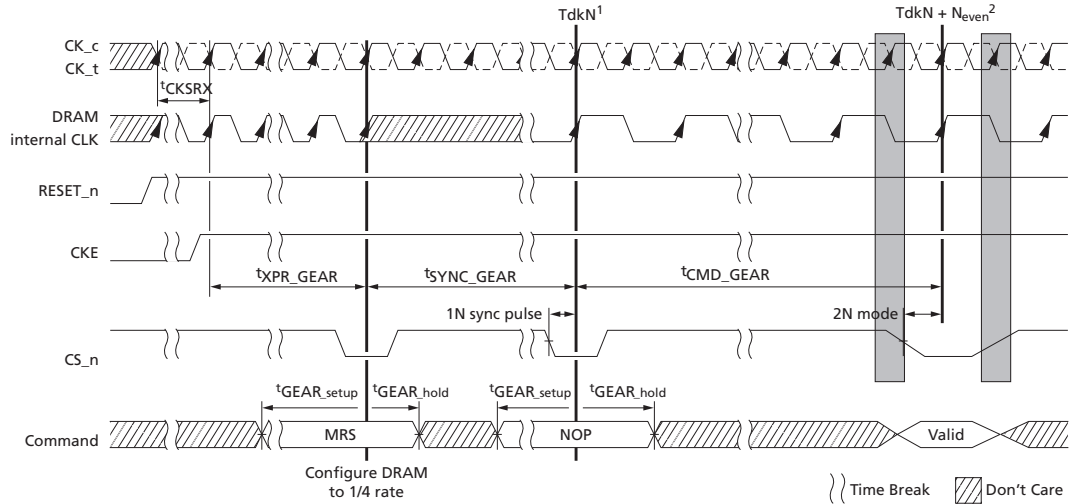 TdkN1
TdkN + Neven2
CK_c
CK_t
tCKSRX
DRAM
internal CLK
RESET_n
CKE
tXPR_GEAR
tSYNC_GEAR
tCMD_GEAR
1N sync pulse
2N mode
CS_n
tGEAR_setup
tGEAR_hold
tGEAR_setup
tGEAR_hold
Command
MRS
NOP
Valid
Configure DRAM
to 1/4 rate
Time Break
Don't Care